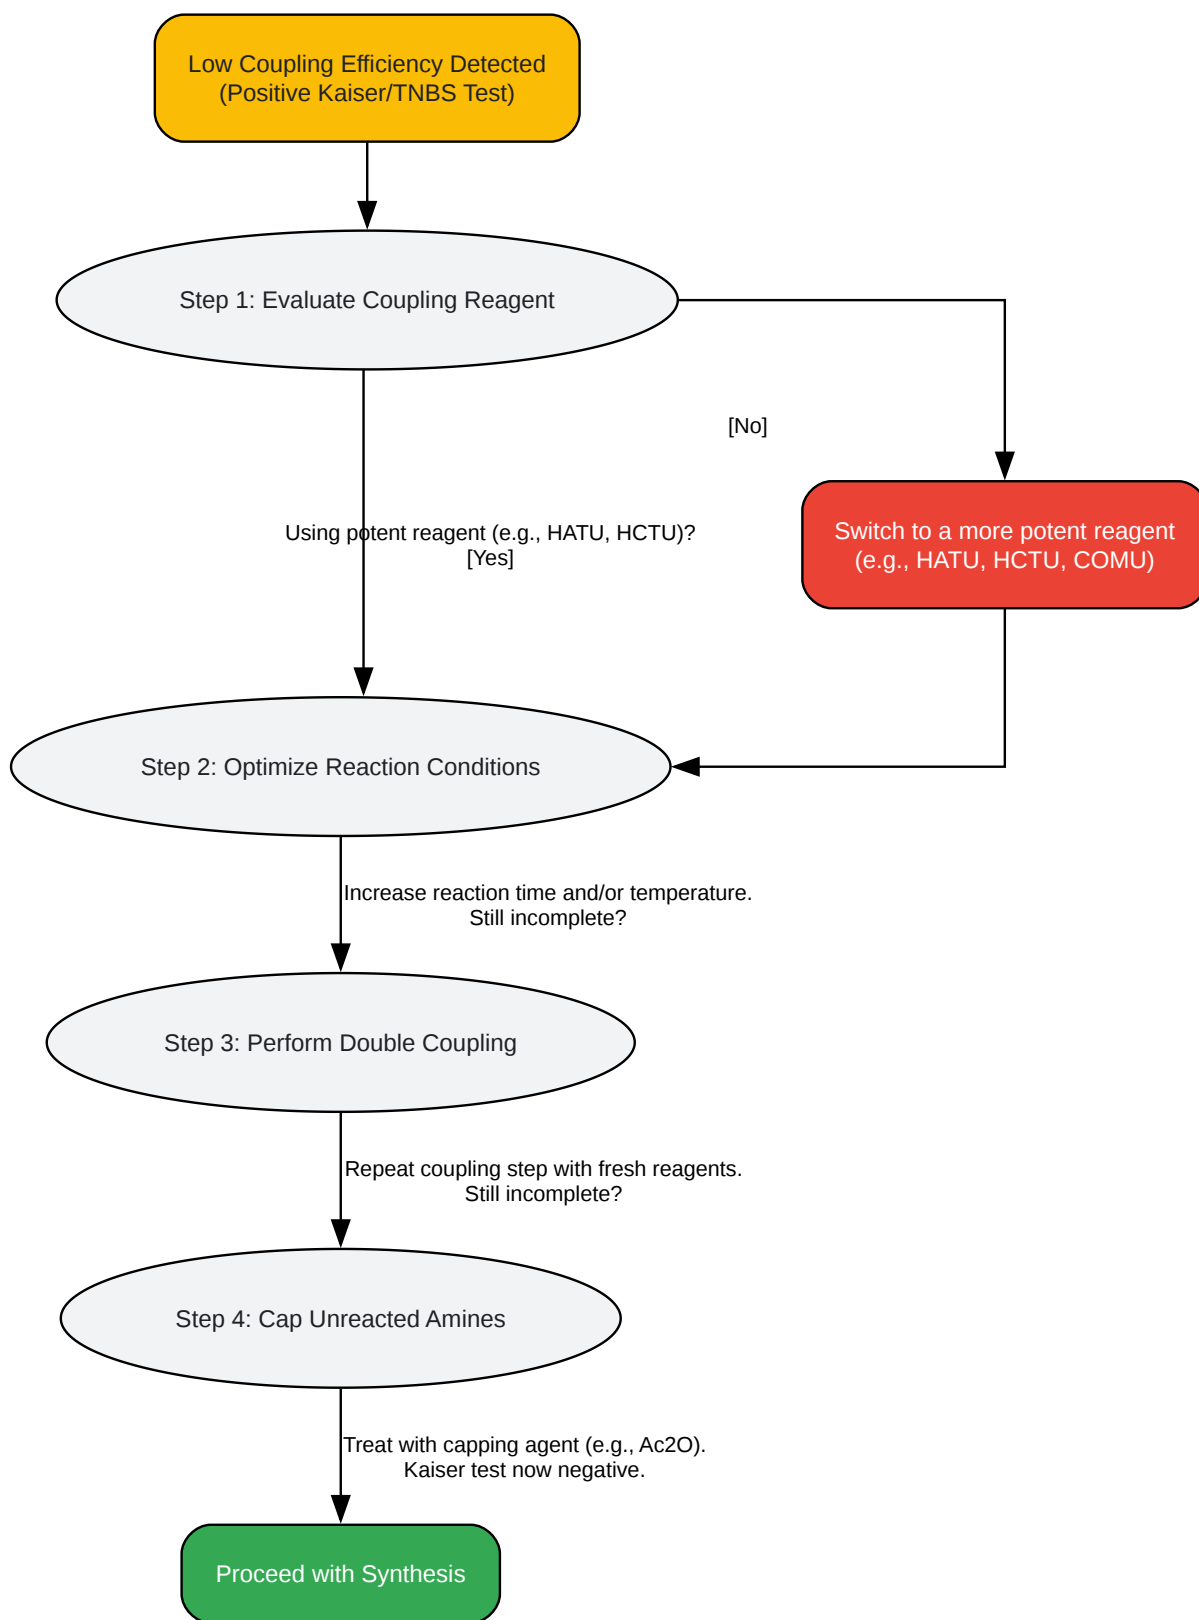 Low Coupling Efficiency Detected
(Positive Kaiser/TNBS Test)
Step 1: Evaluate Coupling Reagent
[No]
Using potent reagent (e.g., HATU, HCTU)?
[Yes]
Switch to a more potent reagent
(e.g., HATU, HCTU, COMU)
Step 2: Optimize Reaction Conditions
Increase reaction time and/or temperature.
Still incomplete?
Step 3: Perform Double Coupling
Repeat coupling step with fresh reagents.
Still incomplete?
Step 4: Cap Unreacted Amines
Treat with capping agent (e.g., Ac2O).
Kaiser test now negative.
Proceed with Synthesis